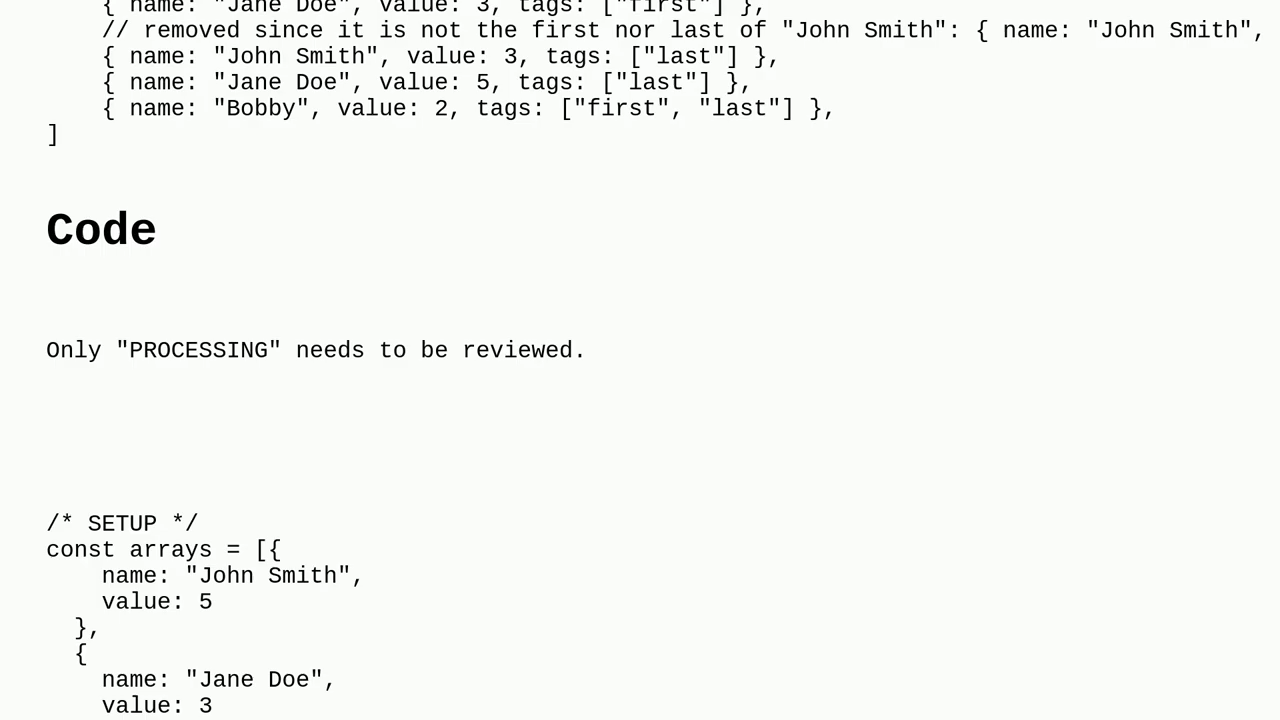 { name: "Jane Doe", value: 3, tags: ["first"] },
// removed since it is not the first nor last of "John Smith": { name: "John Smith",
{ name: "John Smith", value: 3, tags: ["last"] },
{ name: "Jane Doe", value: 5, tags: ["last"] },
{ name: "Bobby", value: 2, tags: ["first", "last"] },
]
Code
Only "PROCESSING" needs to be reviewed.
/* SETUP */
const arrays = [{
name: "John Smith",
value: 5
},
{
name: "Jane Doe",
value: 3